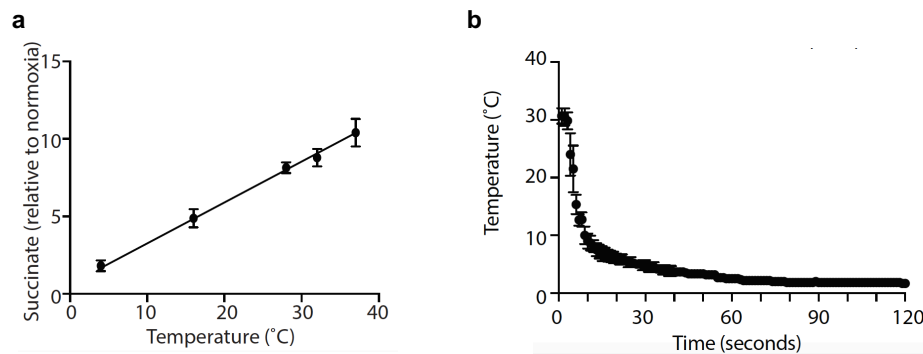 a
Succinate (relative to normoxia)
15
10
5
0
0 10 20 30 40
Temperature (˚C)
b
Temperature (˚C)
40
30
20
10
0
0 30 60 90 120
Time (seconds)